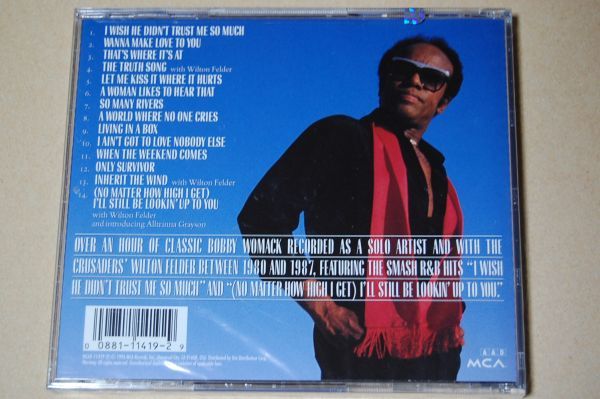 1. I WISH HE DIDN'T TRUST ME SO MUCH
2. WANNA MAKE LOVE TO YOU
3. THAT'S WHERE IT'S AT
4. THE TRUTH SONG with Wilton Felder
5. LET ME KISS IT WHERE IT HURTS
6. A WOMAN LIKES TO HEAR THAT
7. SO MANY RIVERS
8. A WORLD WHERE NO ONE CRIES
9. LIVING IN A BOX
10. I AIN'T GOT TO LOVE NOBODY ELSE
11. WHEN THE WEEKEND COMES
12. ONLY SURVIVOR
13. INHERIT THE WIND with Wilton Felder
14. (NO MATTER HOW HIGH I GET)
I'LL STILL BE LOOKIN' UP TO YOU
with Wilton Felder
and introducing Alltrinna Grayson
OVER AN HOUR OF CLASSIC BOBBY WOMACK RECORDED AS A SOLO ARTIST AND WITH THE
CRUSADERS' WILTON FELDER BETWEEN 1980 AND 1987, FEATURING THE SMASH R&B HITS "I WISH
HE DIDN'T TRUST ME SO MUCH" AND "(NO MATTER HOW HIGH I GET) I'LL STILL BE LOOKIN' UP TO YOU."
0 0881-11419-2 9
AAD
MCA